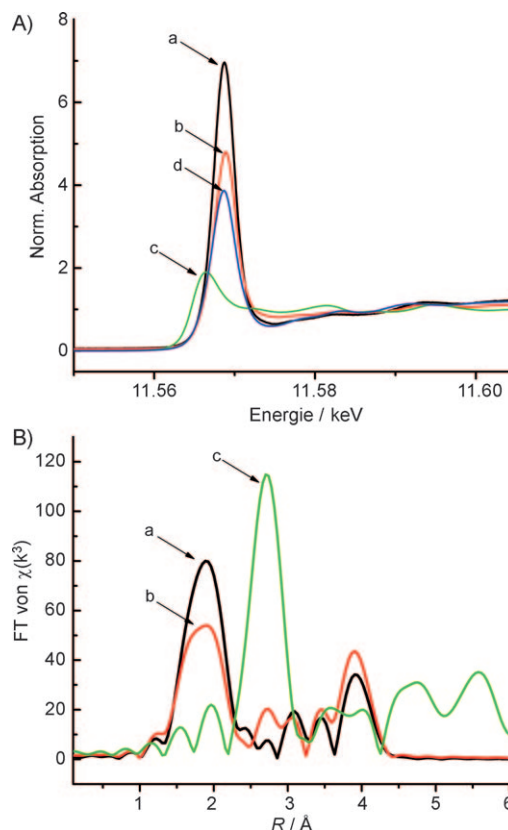 A)
8
6
4
2
0
Norm. Absorption
a
b
d
c
11.56
11.58
11.60
Energie / keV
B)
120
100
80
60
40
20
0
FT von χ(k³)
c
a
b
1
2
3
4
5
6
R / Å